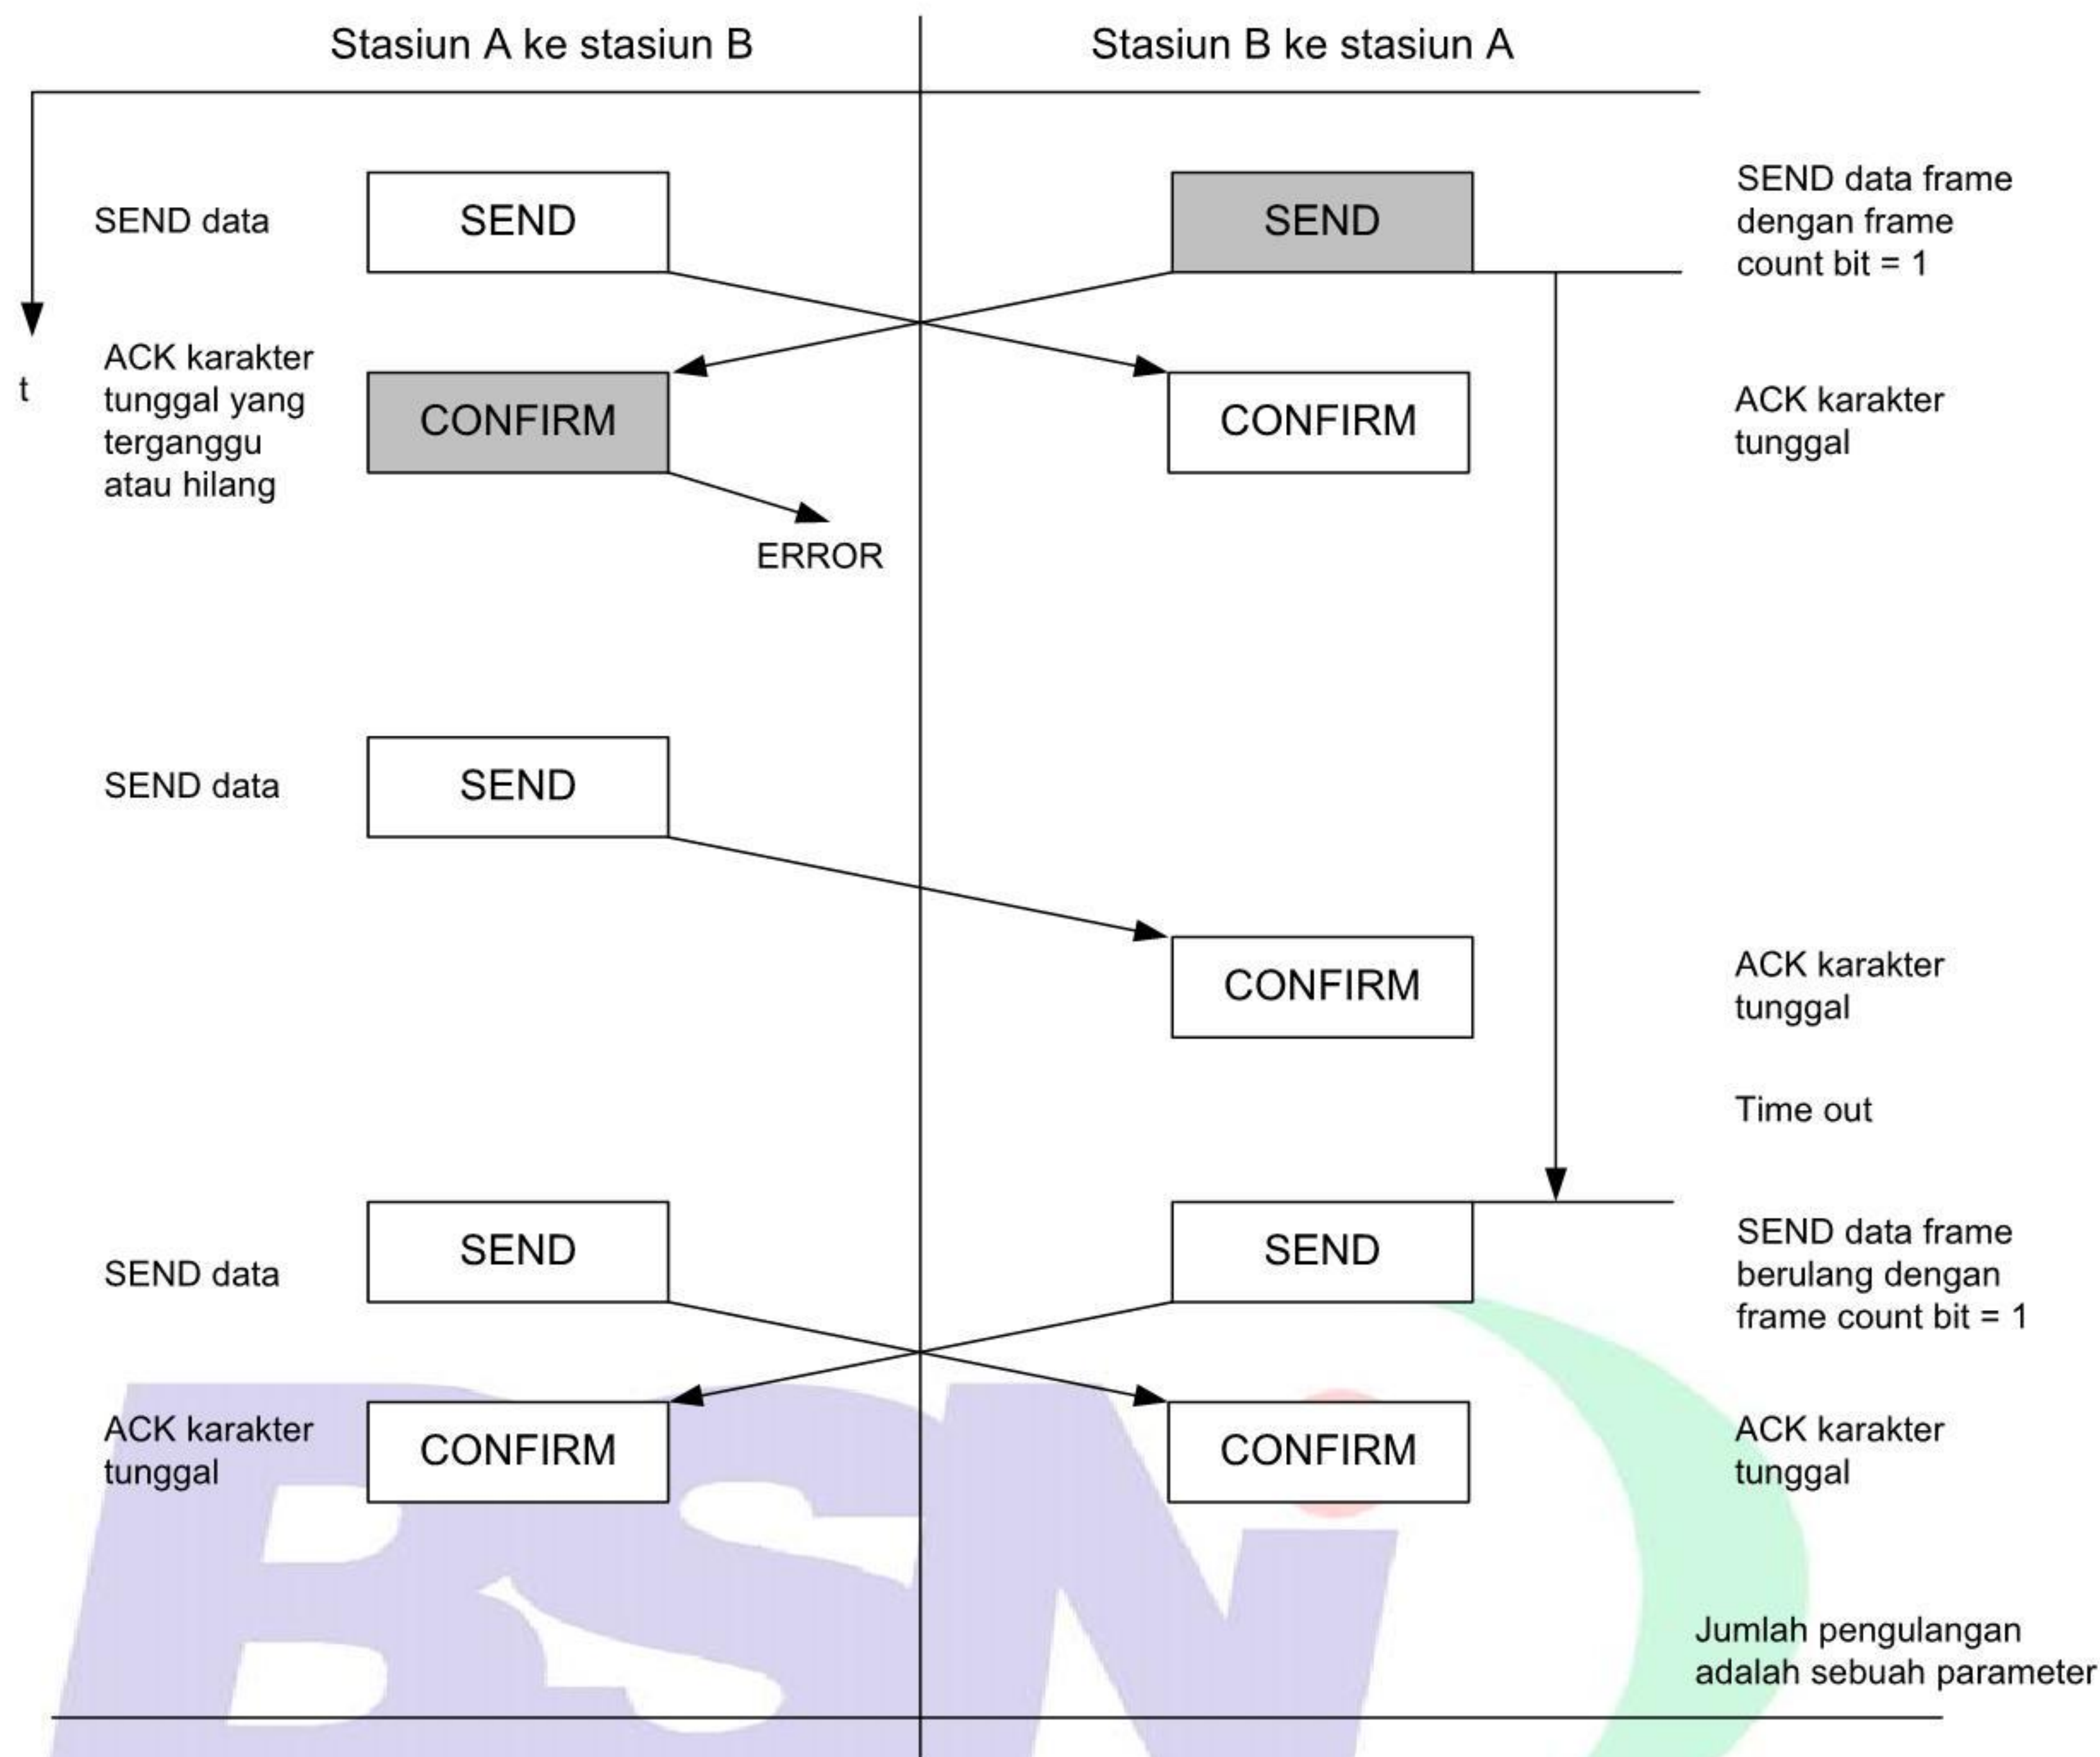 Stasiun A ke stasiun B
Stasiun B ke stasiun A
SEND data
SEND
SEND
SEND data frame
dengan frame
count bit = 1
t
ACK karakter
tunggal yang
terganggu
atau hilang
CONFIRM
CONFIRM
ACK karakter
tunggal
ERROR
SEND data
SEND
CONFIRM
ACK karakter
tunggal
Time out
SEND data
SEND
SEND
SEND data frame
berulang dengan
frame count bit = 1
ACK karakter
tunggal
CONFIRM
CONFIRM
ACK karakter
tunggal
Jumlah pengulangan
adalah sebuah parameter
BSNi